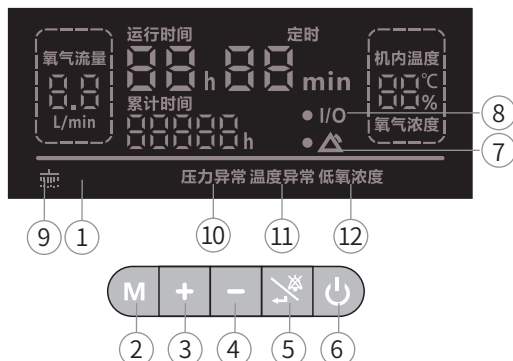 运行时间 定时
氧气流量 机内温度
8.8 88 h 88 min 88 ℃ %
L/min 累计时间 氧气浓度
88888 h
I/O 8
7
压力异常 温度异常 低氧浓度
9 1 10 11 12
M + −
2 3 4 5 6